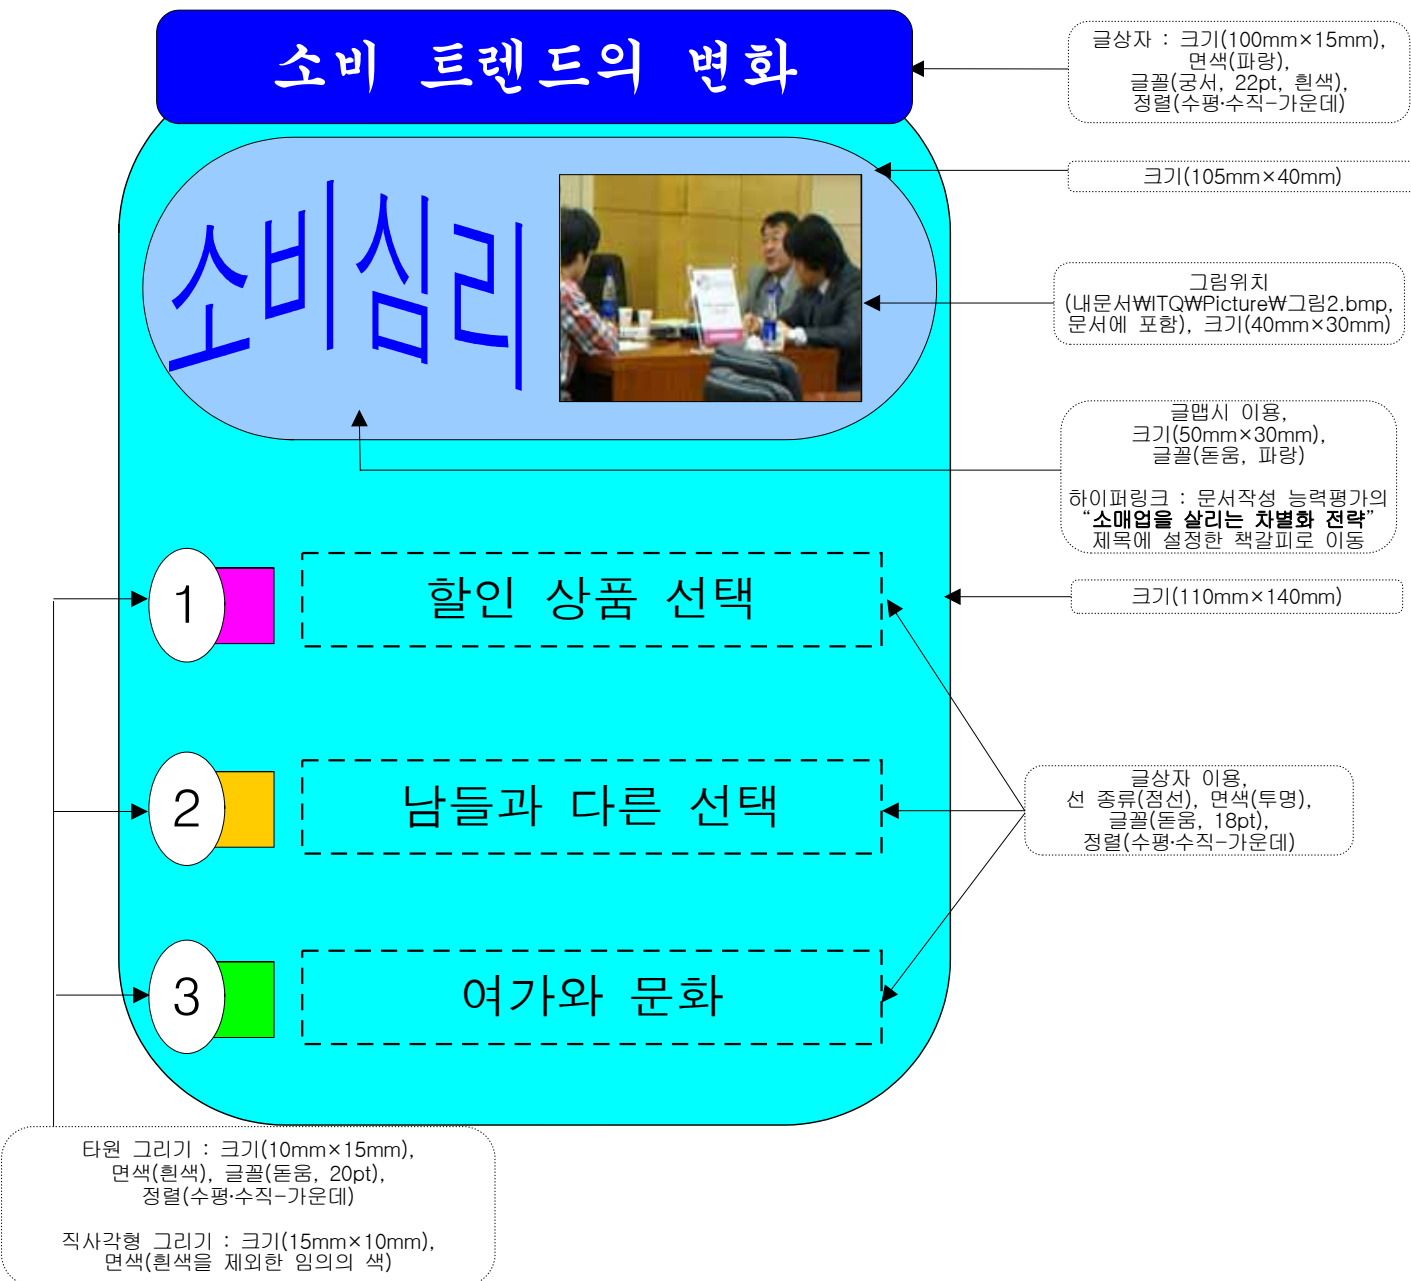 소비 트렌드의 변화
글상자 : 크기(100mm×15mm),
면색(파랑),
글꼴(궁서, 22pt, 흰색),
정렬(수평·수직-가운데)
크기(105mm×40mm)
소비심리
그림위치
(내문서₩ITQ₩Picture₩그림2.bmp,
문서에 포함), 크기(40mm×30mm)
글맵시 이용,
크기(50mm×30mm),
글꼴(돋움, 파랑)
하이퍼링크 : 문서작성 능력평가의
“소매업을 살리는 차별화 전략”
제목에 설정한 책갈피로 이동
1
할인 상품 선택
크기(110mm×140mm)
2
남들과 다른 선택
글상자 이용,
선 종류(점선), 면색(투명),
글꼴(돋움, 18pt),
정렬(수평·수직-가운데)
3
여가와 문화
타원 그리기 : 크기(10mm×15mm),
면색(흰색), 글꼴(돋움, 20pt),
정렬(수평·수직-가운데)
직사각형 그리기 : 크기(15mm×10mm),
면색(흰색을 제외한 임의의 색)